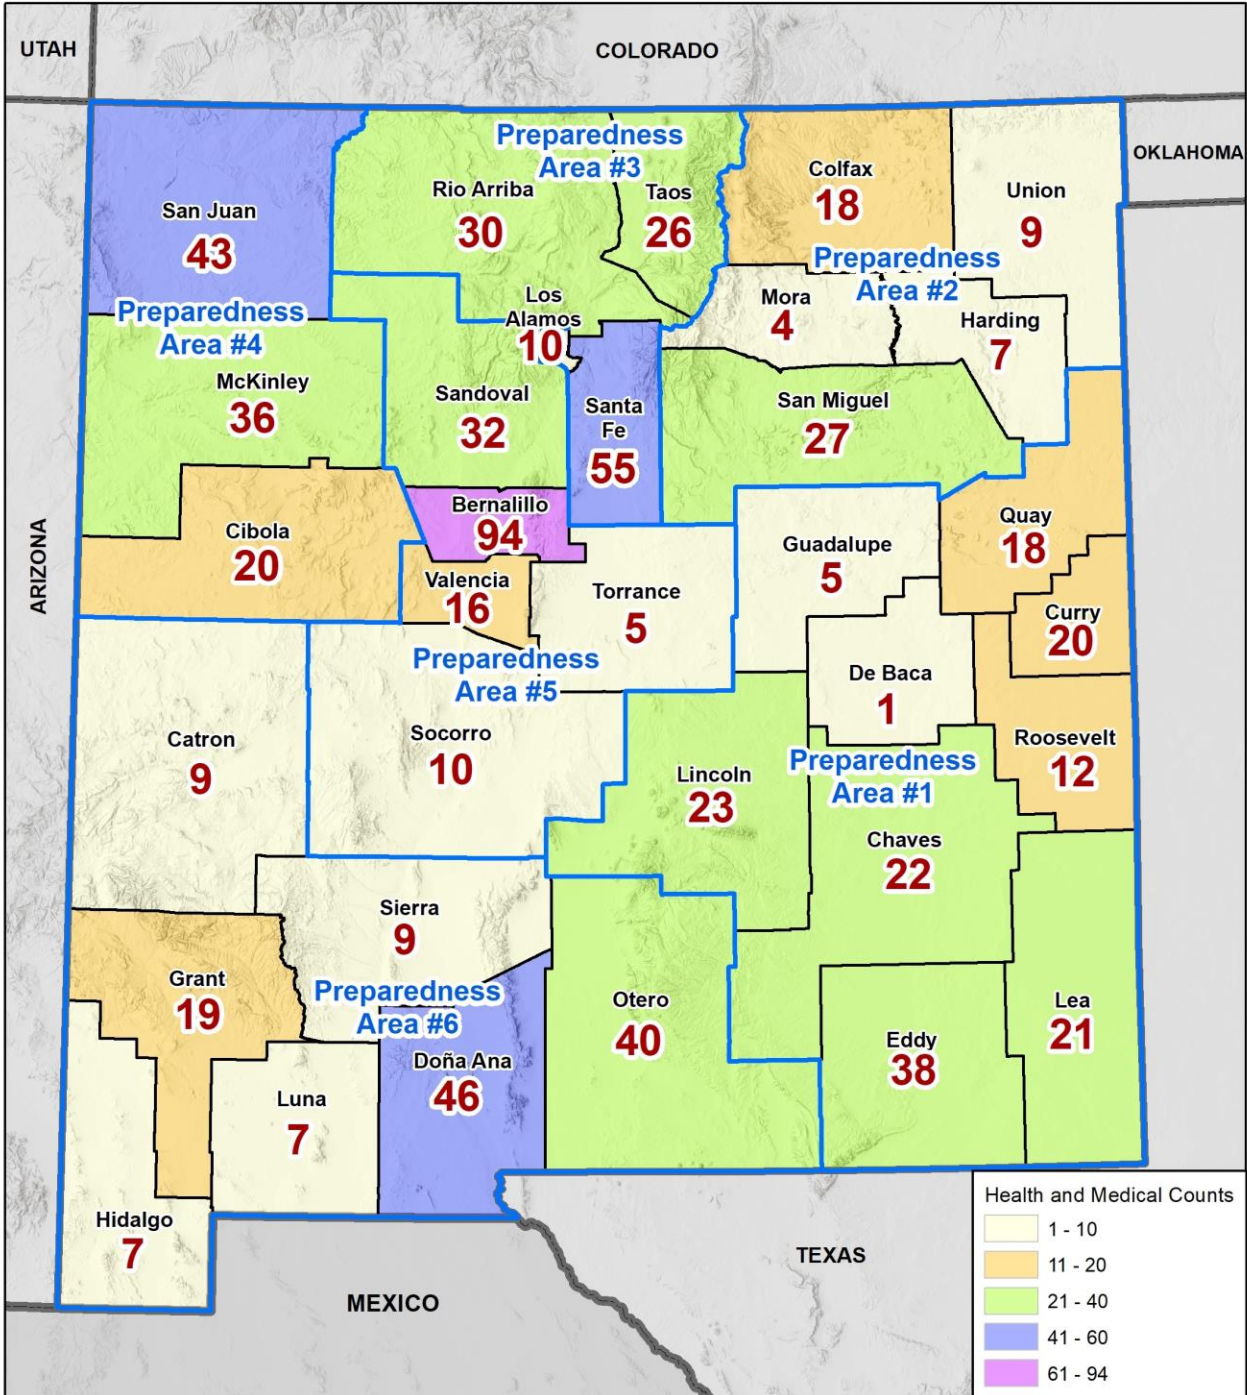 UTAH
COLORADO
OKLAHOMA
ARIZONA
Preparedness
Area #3
Rio Arriba
30
Taos
26
Colfax
18
Union
9
San Juan
43
Preparedness
Area #2
Mora
4
Harding
7
Los
Alamos
10
Preparedness
Area #4
McKinley
36
Sandoval
32
Santa
Fe
55
San Miguel
27
Bernalillo
94
Cibola
20
Valencia
16
Torrance
5
Guadalupe
5
Quay
18
Curry
20
De Baca
1
Roosevelt
12
Preparedness
Area #5
Catron
9
Socorro
10
Lincoln
23
Preparedness
Area #1
Chaves
22
Sierra
9
Grant
19
Preparedness
Area #6
Otero
40
Eddy
38
Lea
21
Doña Ana
46
Luna
7
Hidalgo
7
MEXICO
TEXAS
Health and Medical Counts
1 - 10
11 - 20
21 - 40
41 - 60
61 - 94